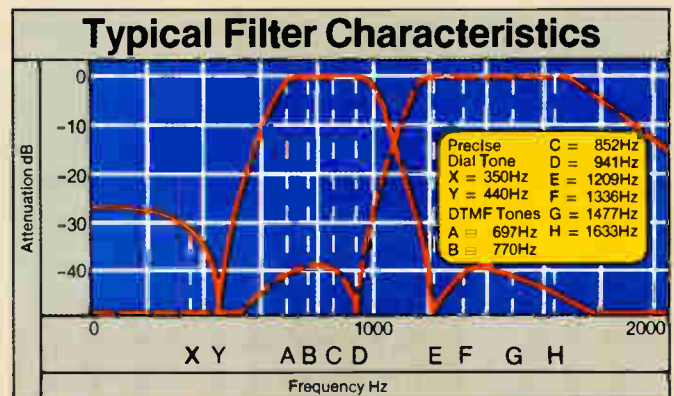 Typical Filter Characteristics
Attenuation dB
0
-10
-20
-30
-40
Precise
Dial Tone
X = 350Hz
Y = 440Hz
DTMF Tones
A = 697Hz
B = 770Hz
C = 852Hz
D = 941Hz
E = 1209Hz
F = 1336Hz
G = 1477Hz
H = 1633Hz
0 1000 2000
X Y A B C D E F G H
Frequency Hz